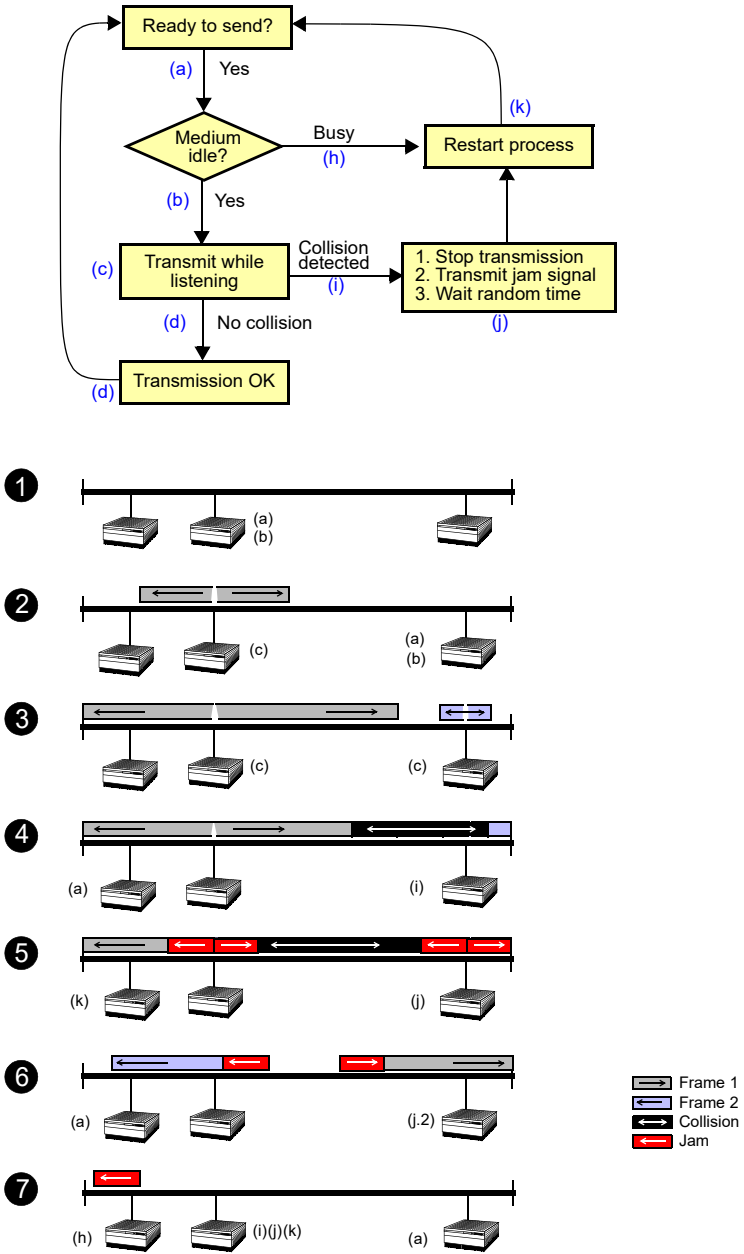 Ready to send?
(a) Yes
(k)
Medium
idle?
Busy
(h)
Restart process
(b) Yes
(c)
Transmit while
listening
Collision
detected
(i)
1. Stop transmission
2. Transmit jam signal
3. Wait random time
(j)
(d) No collision
Transmission OK
(d)
1
(a)
(b)
2
(c)
(a)
(b)
3
(c)
(c)
4
(a)
(i)
5
(k)
(j)
6
(a)
(j.2)
Frame 1
Frame 2
Collision
Jam
7
(h)
(i)(j)(k)
(a)